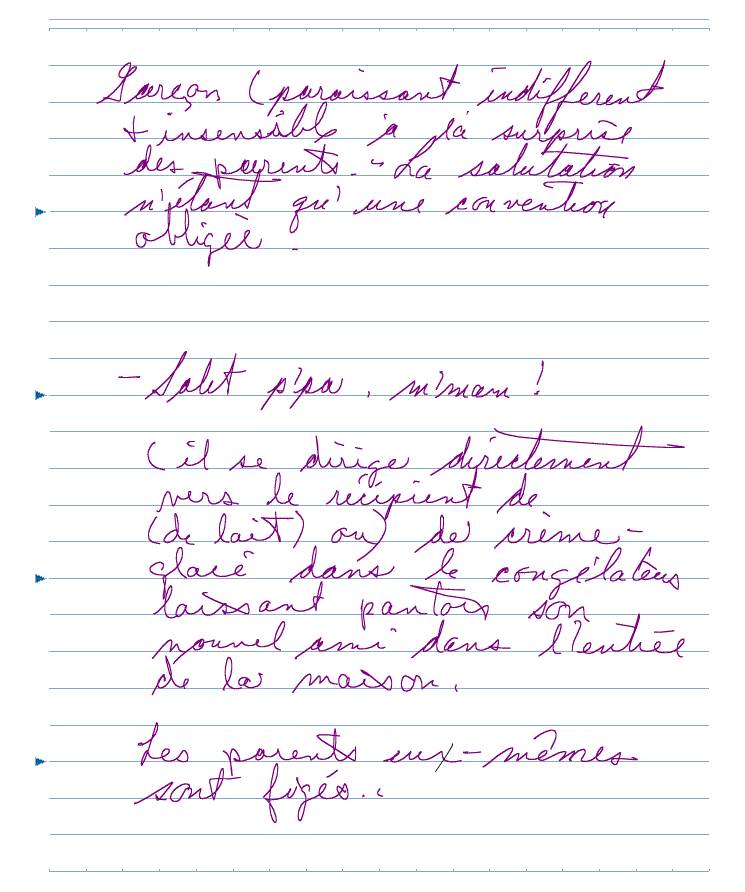 Garçon (paraissant indifferent
+ insensible à la surprise
des parents. - La salutation
n'étant qu'une convention
obligée.
- Salut p'pa, m'man !
(il se dirige directement
vers le récipient de
(de lait) ou) de crème-
glacé dans le congélateur
laissant pantois son
nouvel ami dans l'entrée
de la maison.
Les parents eux-mêmes
sont figés..